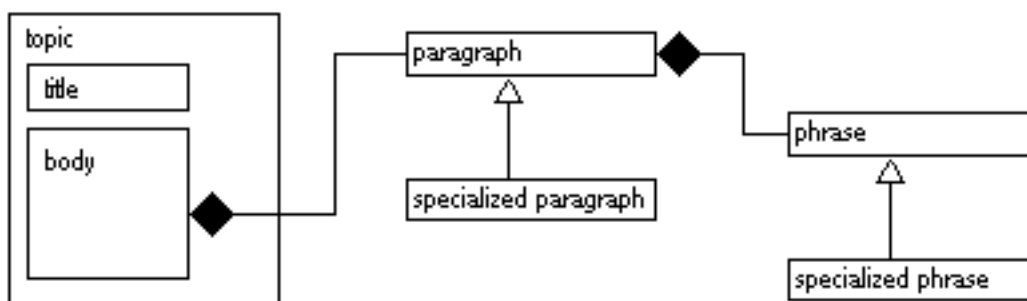 topic
title
body
paragraph
specialized paragraph
phrase
specialized phrase